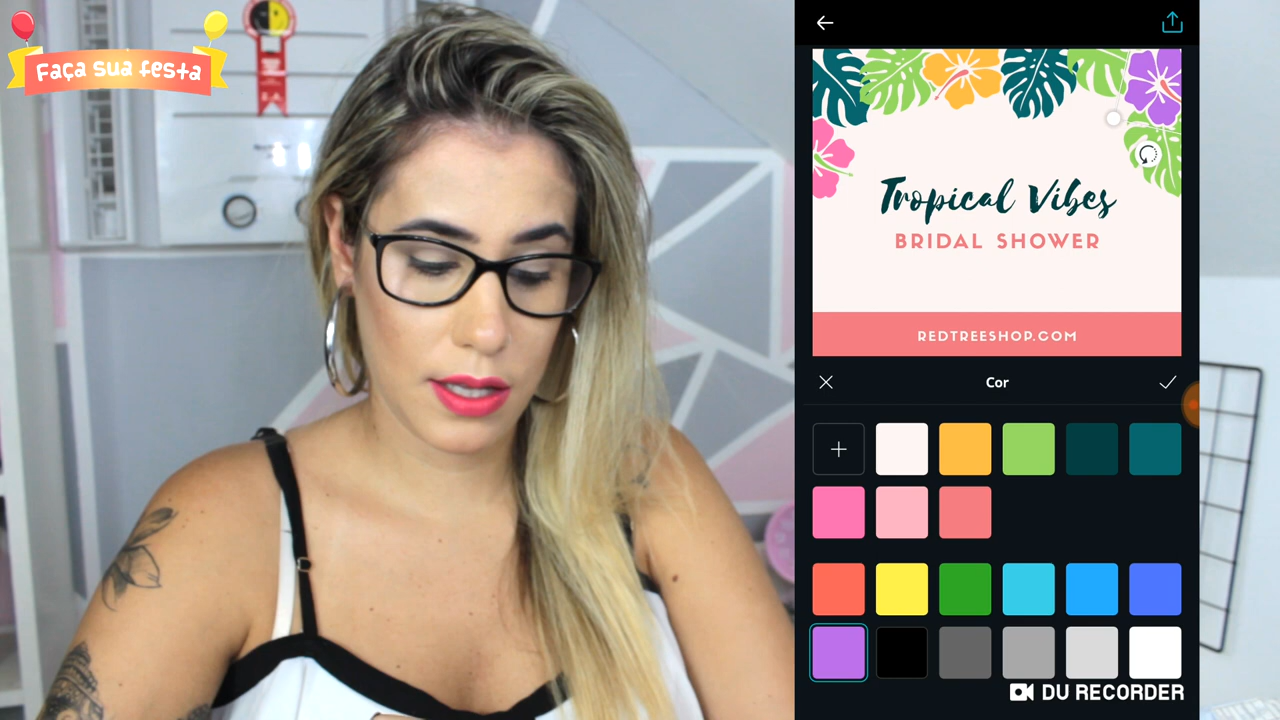 Faça sua festa
Tropical Vibes
BRIDAL SHOWER
REDTREESHOP.COM
Cor
DU RECORDER